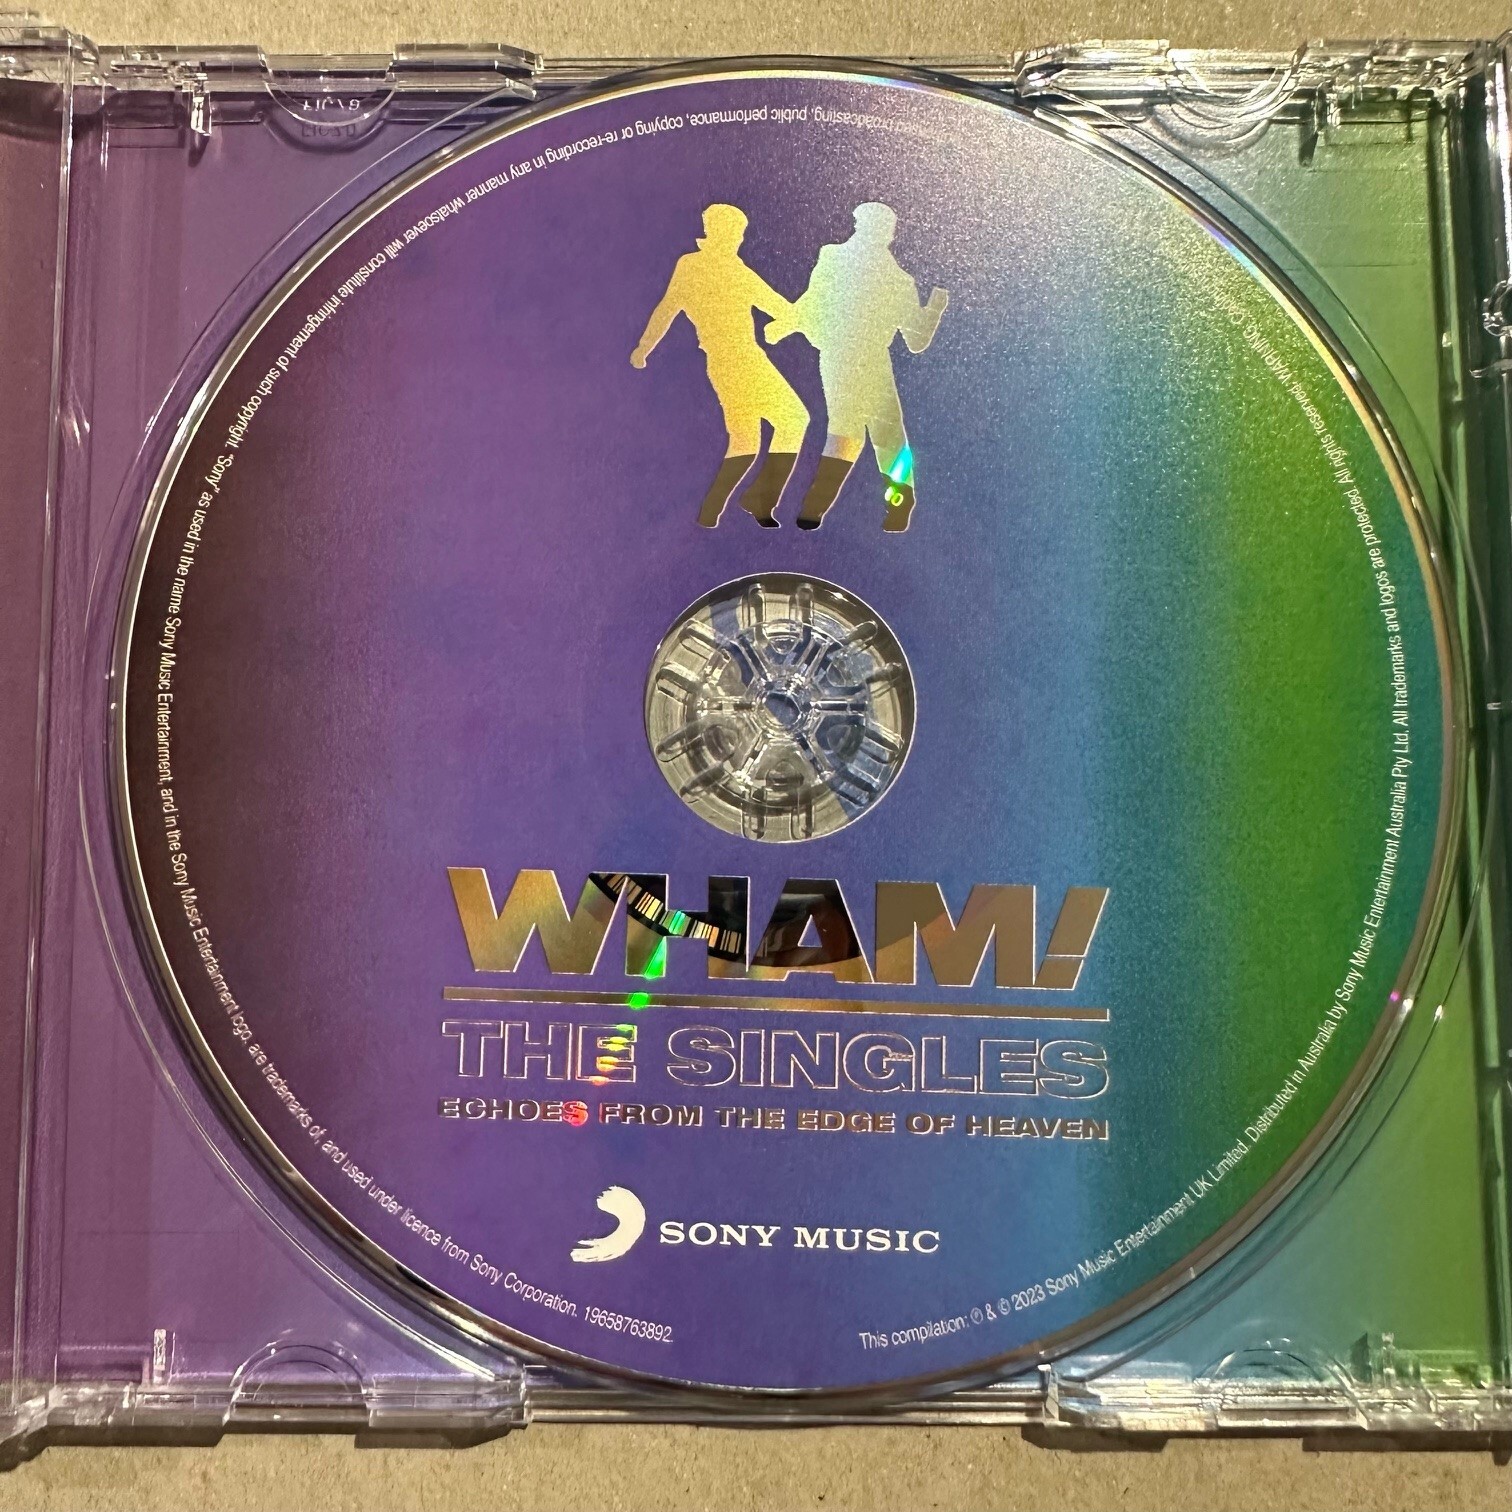 WHAM!
THE SINGLES
ECHOES FROM THE EDGE OF HEAVEN
SONY MUSIC
This compilation: ℗ & © 2023 Sony Music Entertainment UK Limited. Distributed in Australia by Sony Music Entertainment Australia Pty Ltd. All trademarks and logos are protected. All rights reserved. WARNING. broadcasting, public performance, copying or re-recording in any manner whatsoever will constitute infringement of such copyright. "Sony" as used in the name Sony Music Entertainment, and in the Sony Music Entertainment logo, are trademarks of, and used under licence from Sony Corporation. 19658763892